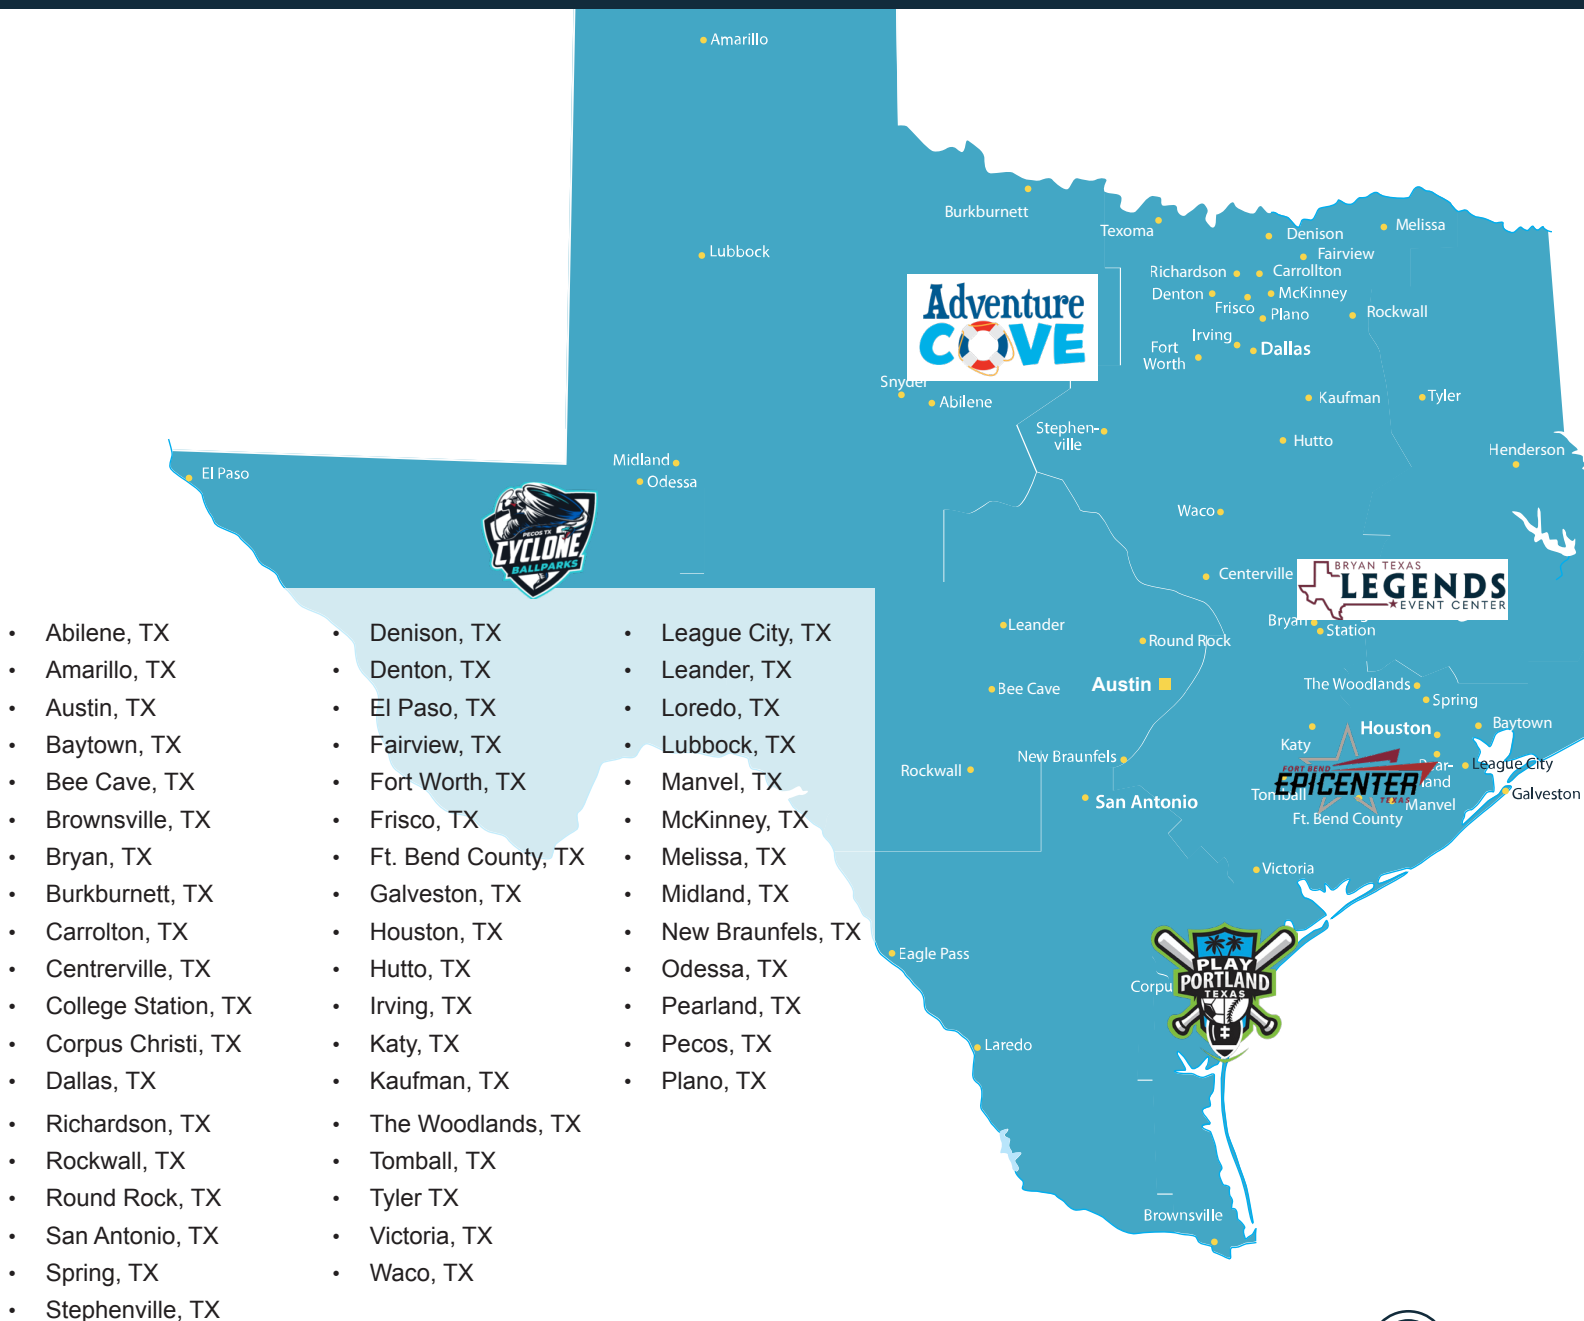 Amarillo
Burkburnett
Texoma
Denison
Melissa
Fairview
Lubbock
Richardson
Carrollton
Denton
McKinney
Frisco
Plano
Rockwall
Irving
Dallas
Fort
Worth
Adventure
COVE
Snyder
Abilene
Kaufman
Tyler
Stephen-
ville
Hutto
Henderson
Midland
Odessa
El Paso
PECOS TX
CYCLONE
BALLPARKS
Waco
Centerville
BRYAN TEXAS
LEGENDS
EVENT CENTER
Bryan
Station
Leander
Round Rock
Bee Cave
Austin
The Woodlands
Spring
Houston
Baytown
Katy
New Braunfels
Rockwall
League City
FORT BEND
EPICENTER
TEXAS
land
Tomball
Manvel
Galveston
San Antonio
Ft. Bend County
Victoria
Eagle Pass
PLAY
PORTLAND
TEXAS
Corpu
Laredo
Brownsville
• Abilene, TX
• Amarillo, TX
• Austin, TX
• Baytown, TX
• Bee Cave, TX
• Brownsville, TX
• Bryan, TX
• Burkburnett, TX
• Carrolton, TX
• Centrerville, TX
• College Station, TX
• Corpus Christi, TX
• Dallas, TX
• Richardson, TX
• Rockwall, TX
• Round Rock, TX
• San Antonio, TX
• Spring, TX
• Stephenville, TX
• Denison, TX
• Denton, TX
• El Paso, TX
• Fairview, TX
• Fort Worth, TX
• Frisco, TX
• Ft. Bend County, TX
• Galveston, TX
• Houston, TX
• Hutto, TX
• Irving, TX
• Katy, TX
• Kaufman, TX
• The Woodlands, TX
• Tomball, TX
• Tyler TX
• Victoria, TX
• Waco, TX
• League City, TX
• Leander, TX
• Loredo, TX
• Lubbock, TX
• Manvel, TX
• McKinney, TX
• Melissa, TX
• Midland, TX
• New Braunfels, TX
• Odessa, TX
• Pearland, TX
• Pecos, TX
• Plano, TX